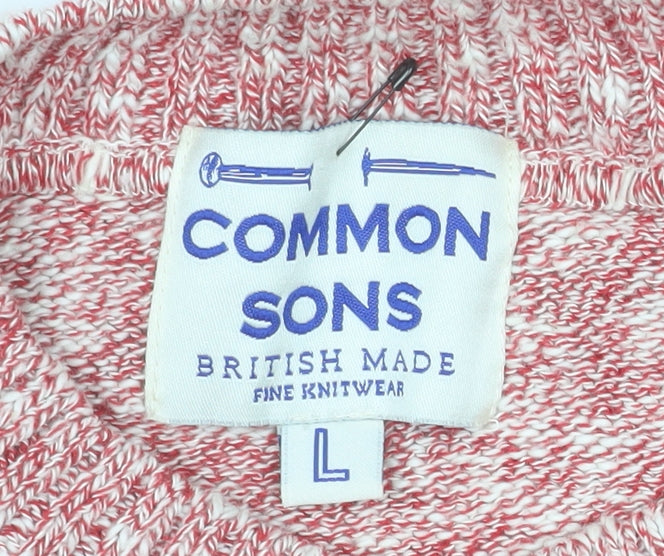 COMMON
SONS
BRITISH MADE
FINE KNITWEAR
L